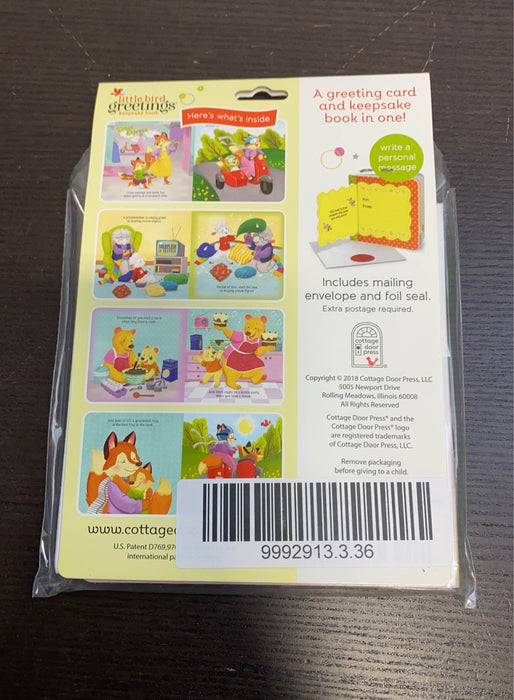 little bird
greetings™
keepsake book
Here's what's inside
A greeting card
and keepsake
book in one!
write a
personal
message
Includes mailing
envelope and foil seal.
Extra postage required.
cottage
door
press
Copyright © 2018 Cottage Door Press, LLC
5005 Newport Drive
Rolling Meadows, Illinois 60008
All Rights Reserved
Cottage Door Press® and the
Cottage Door Press® logo
are registered trademarks
of Cottage Door Press, LLC.
Remove packaging
before giving to a child.
www.cottage
U.S. Patent D769,97
international pa
9992913.3.36